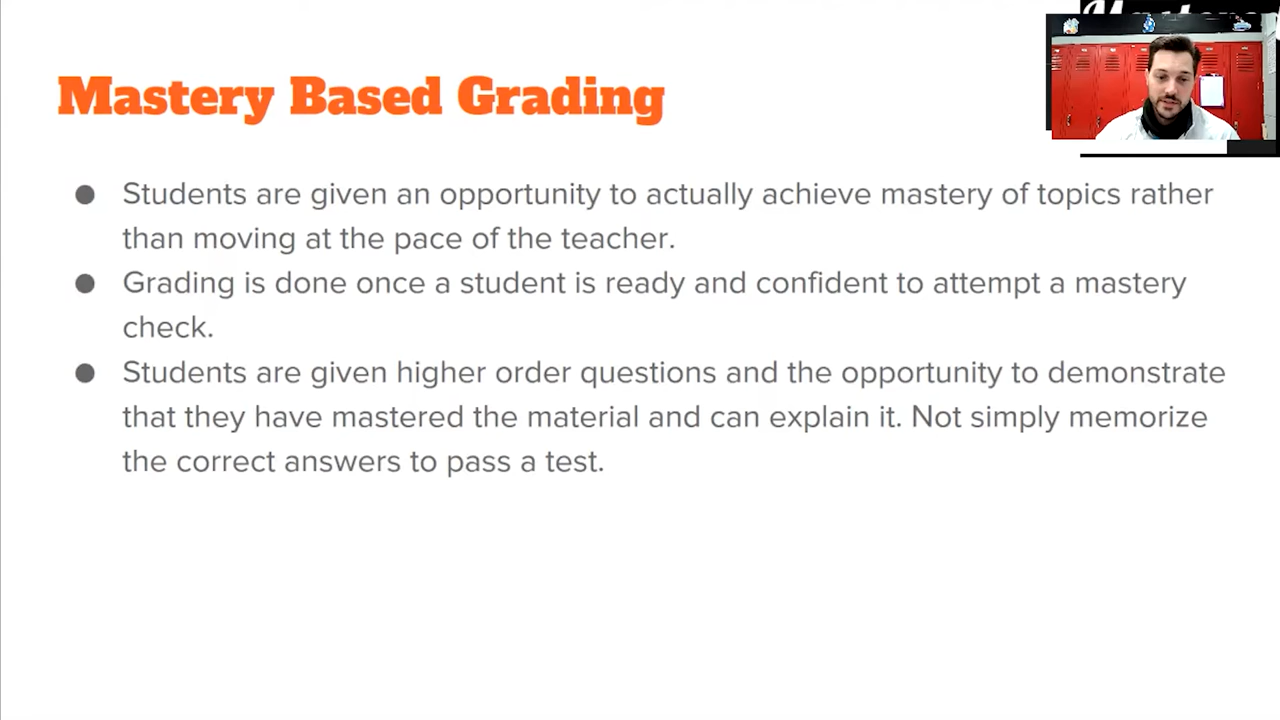 Mastery Based Grading
Students are given an opportunity to actually achieve mastery of topics rather
than moving at the pace of the teacher.
Grading is done once a student is ready and confident to attempt a mastery
check.
Students are given higher order questions and the opportunity to demonstrate
that they have mastered the material and can explain it. Not simply memorize
the correct answers to pass a test.